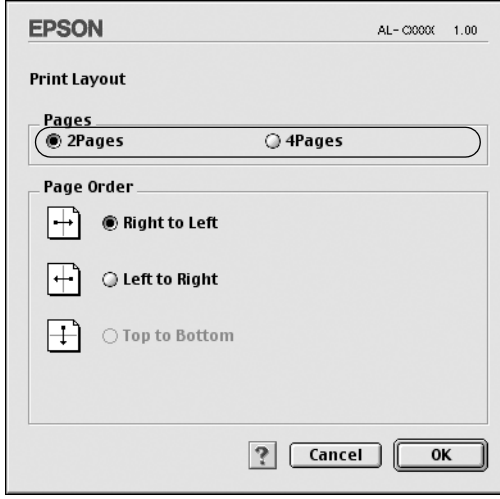 EPSON AL-CXXXX 1.00
Print Layout
Pages
2Pages 4Pages
Page Order
Right to Left
Left to Right
Top to Bottom
? Cancel OK